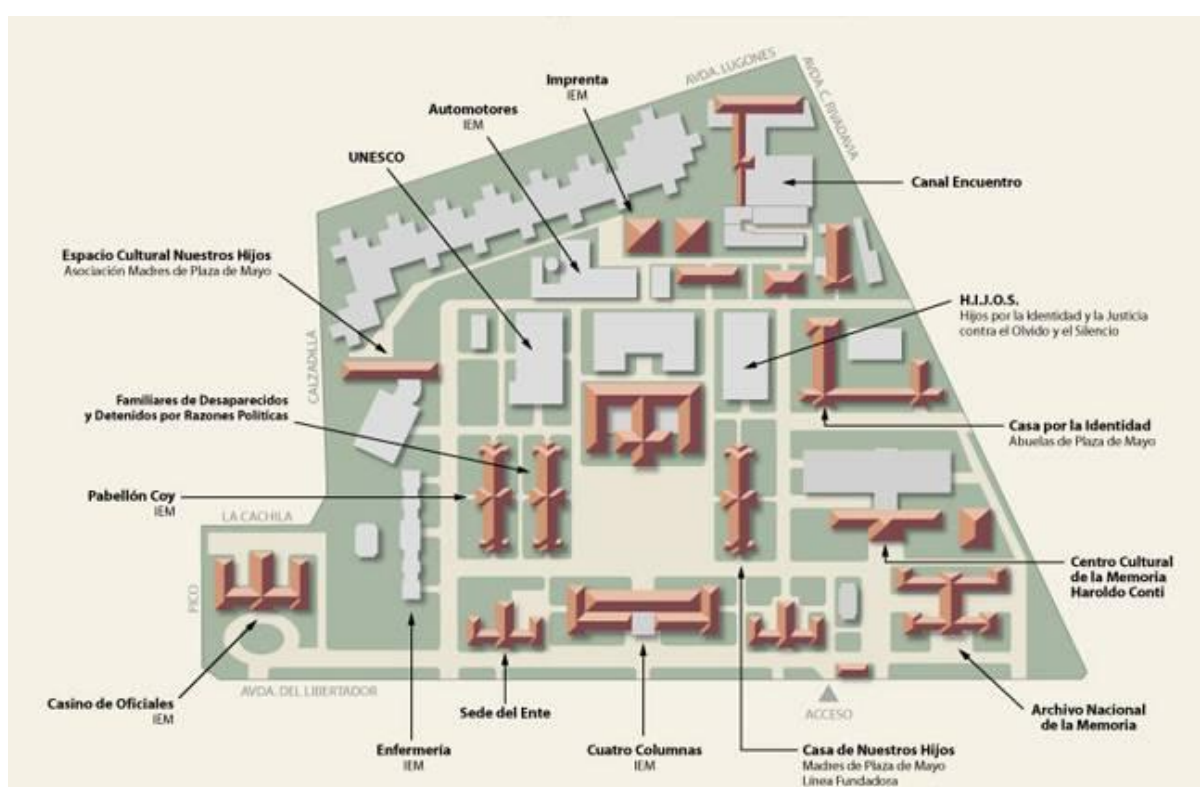 AVDA. LUGONES
AVDA. C. RIVADAVIA
Imprenta
IEM
Automotores
IEM
UNESCO
Canal Encuentro
Espacio Cultural Nuestros Hijos
Asociación Madres de Plaza de Mayo
H.I.J.O.S.
Hijos por la Identidad y la Justicia
contra el Olvido y el Silencio
CALZADILLA
Familiares de Desaparecidos
y Detenidos por Razones Políticas
Casa por la Identidad
Abuelas de Plaza de Mayo
Pabellón Coy
IEM
LA CACHILA
PICO
Centro Cultural
de la Memoria
Haroldo Conti
AVDA. DEL LIBERTADOR
Casino de Oficiales
IEM
Sede del Ente
ACCESO
Archivo Nacional
de la Memoria
Enfermería
IEM
Cuatro Columnas
IEM
Casa de Nuestros Hijos
Madres de Plaza de Mayo
Línea Fundadora